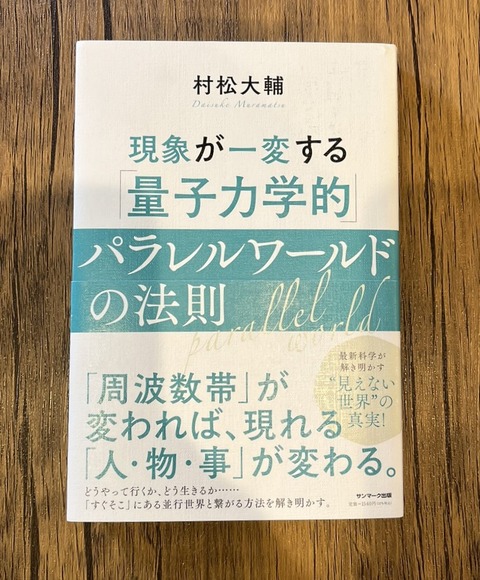 村松大輔
Daisuke Muramatsu
現象が一変する
「量子力学的」
パラレルワールド
の法則
parallel
world
最新科学が
解き明かす
“見えない
世界”の
真実!
「周波数帯」が
変われば、現れる
「人・物・事」が変わる。
どうやって行くか、どう生きるか……
「すぐそこ」にある並行世界と繋がる方法を解き明かす。
サンマーク出版